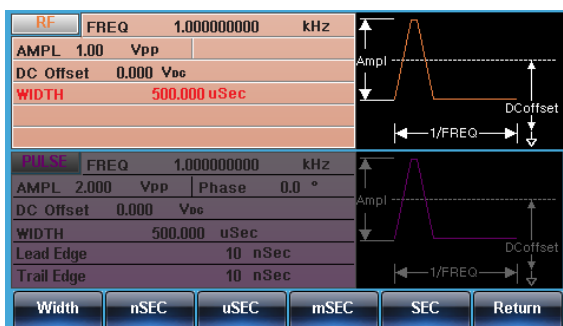 RF FREQ 1.000000000 kHz
AMPL 1.00 Vpp
DC Offset 0.000 VDC
WIDTH 500.000 uSec
Ampl
DCoffset
1/FREQ
PULSE FREQ 1.000000000 kHz
AMPL 2.000 Vpp Phase 0.0 °
DC Offset 0.000 VDC
WIDTH 500.000 uSec
Lead Edge 10 nSec
Trail Edge 10 nSec
Ampl
DCoffset
1/FREQ
Width nSEC uSEC mSEC SEC Return